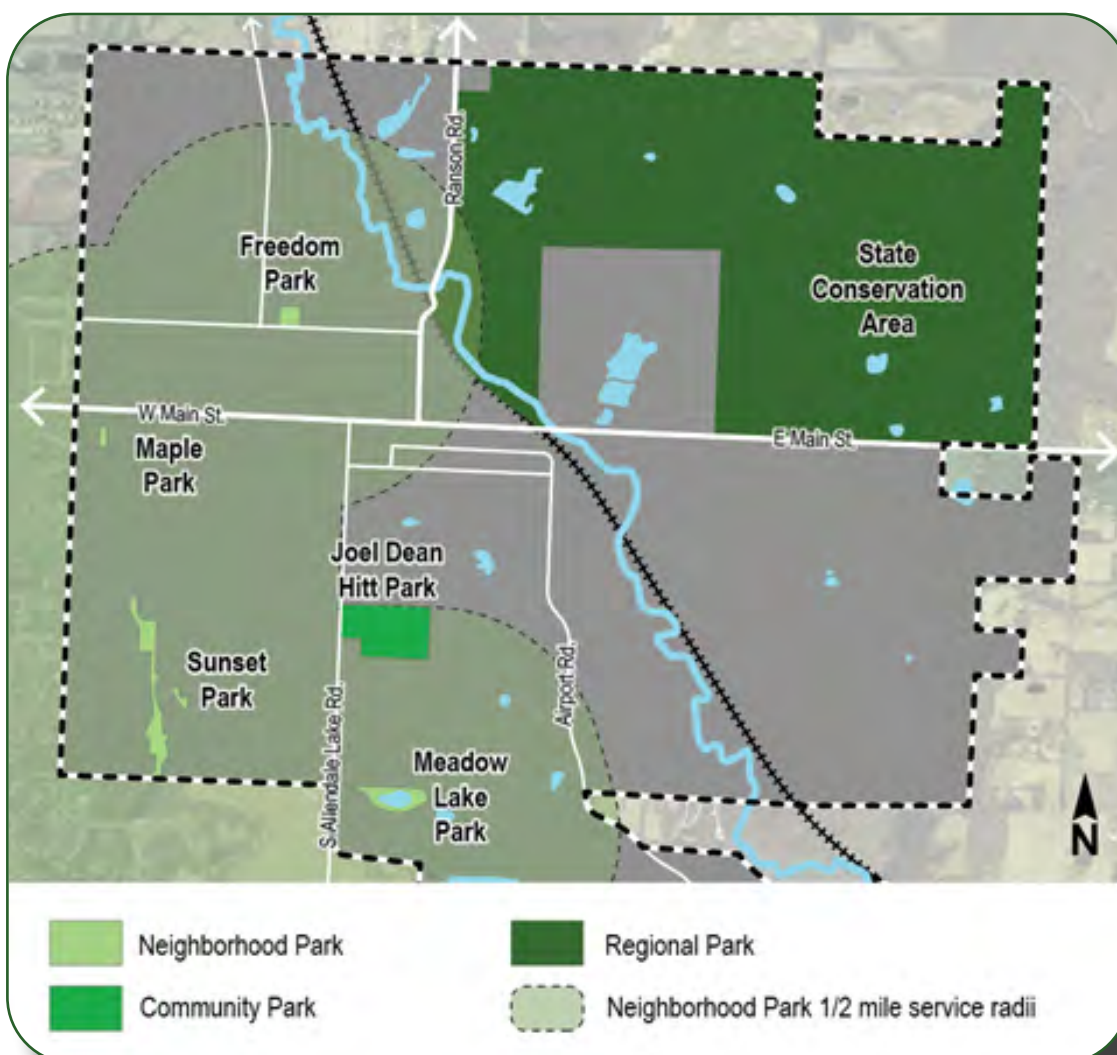 Ranson Rd
Freedom
Park
State
Conservation
Area
W Main St.
E Main St.
Maple
Park
Joel Dean
Hitt Park
Sunset
Park
S Allendale Lake Rd.
Airport Rd.
Meadow
Lake
Park
N
Neighborhood Park
Regional Park
Community Park
Neighborhood Park 1/2 mile service radii